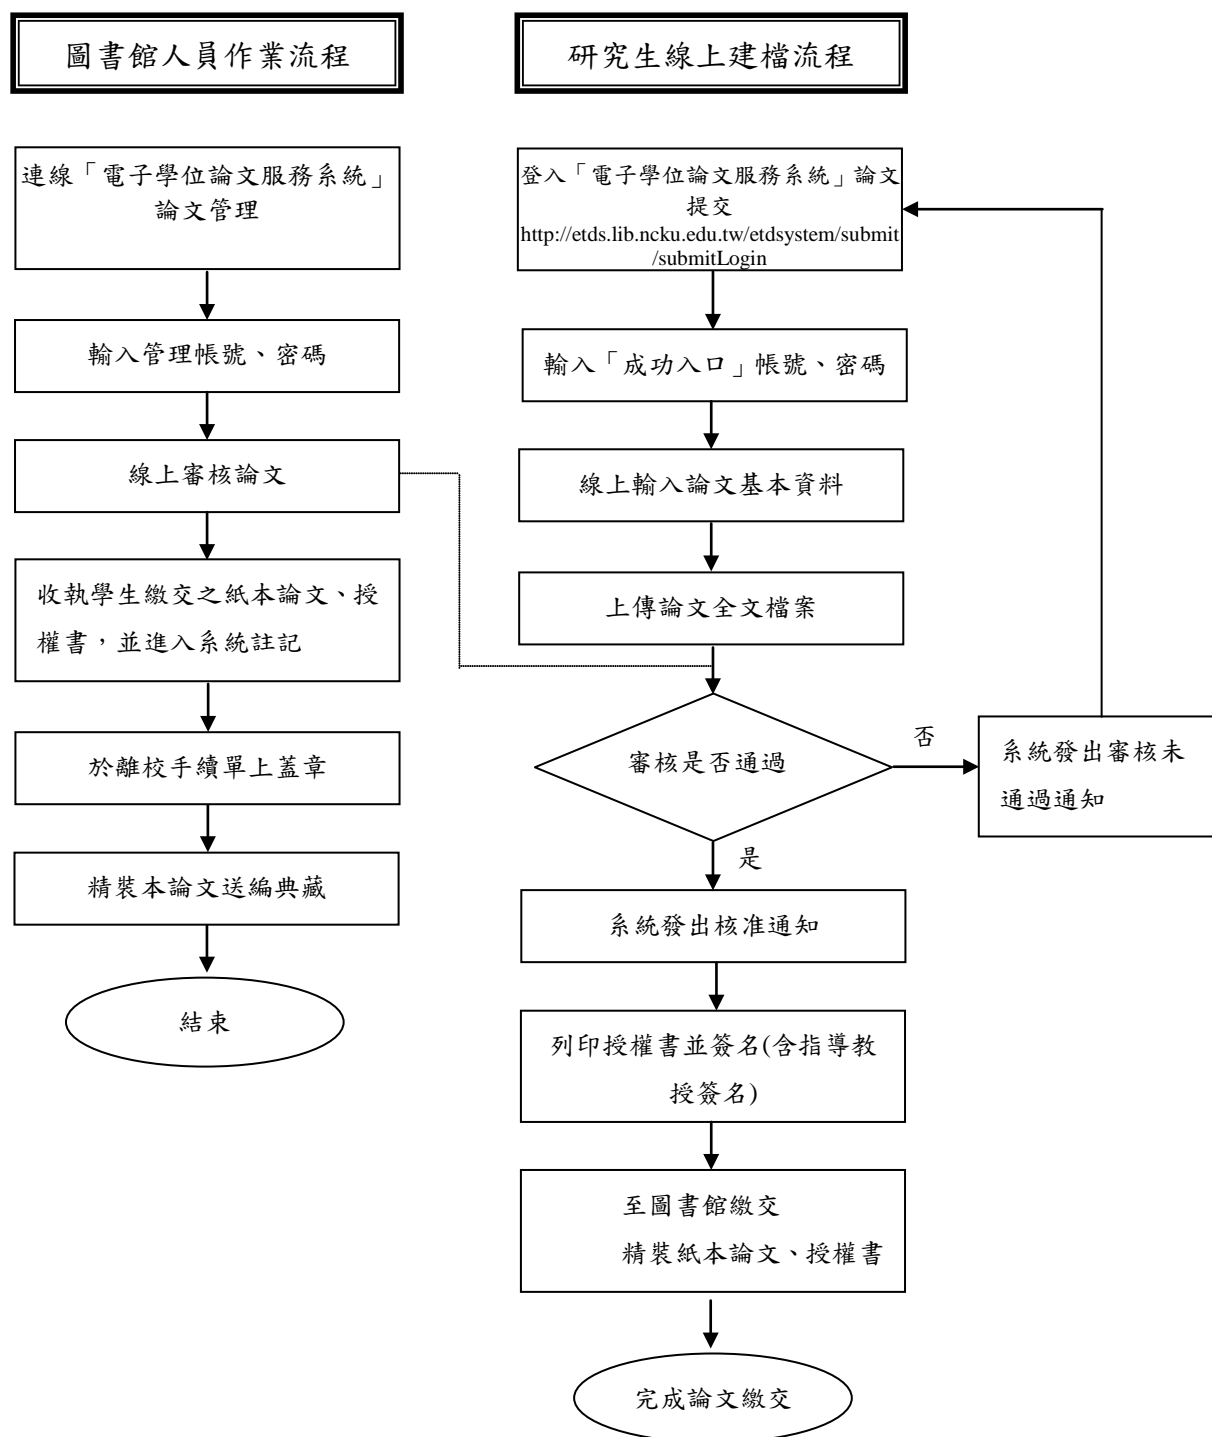 圖書館人員作業流程
連線「電子學位論文服務系統」
論文管理
輸入管理帳號、密碼
線上審核論文
收執學生繳交之紙本論文、授
權書，並進入系統註記
於離校手續單上蓋章
精裝本論文送編典藏
結束
研究生線上建檔流程
登入「電子學位論文服務系統」論文
提交
http://etds.lib.ncku.edu.tw/etdsystem/submit
/submitLogin
輸入「成功入口」帳號、密碼
線上輸入論文基本資料
上傳論文全文檔案
審核是否通過
否
系統發出審核未
通過通知
是
系統發出核准通知
列印授權書並簽名(含指導教
授簽名)
至圖書館繳交
精裝紙本論文、授權書
完成論文繳交